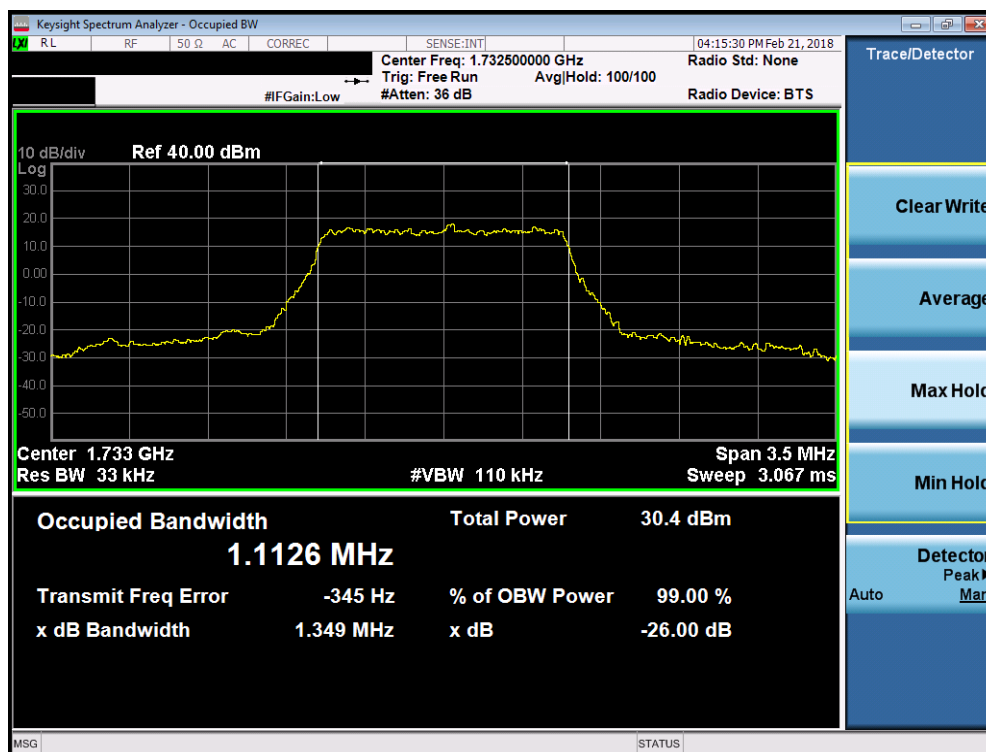 Keysight Spectrum Analyzer - Occupied BW
LXI RL RF 50 Ω AC CORREC SENSE:INT 04:15:30 PM Feb 21, 2018
Center Freq: 1.732500000 GHz Radio Std: None
Trig: Free Run Avg|Hold: 100/100
#IFGain:Low #Atten: 36 dB Radio Device: BTS
Trace/Detector
10 dB/div Ref 40.00 dBm
Log
30.0
20.0
10.0
0.00
-10.0
-20.0
-30.0
-40.0
-50.0
Center 1.733 GHz Span 3.5 MHz
Res BW 33 kHz #VBW 110 kHz Sweep 3.067 ms
Occupied Bandwidth Total Power 30.4 dBm
1.1126 MHz
Transmit Freq Error -345 Hz % of OBW Power 99.00 %
x dB Bandwidth 1.349 MHz x dB -26.00 dB
Clear Write
Average
Max Hold
Min Hold
Detector
Peak
Auto Man
MSG STATUS